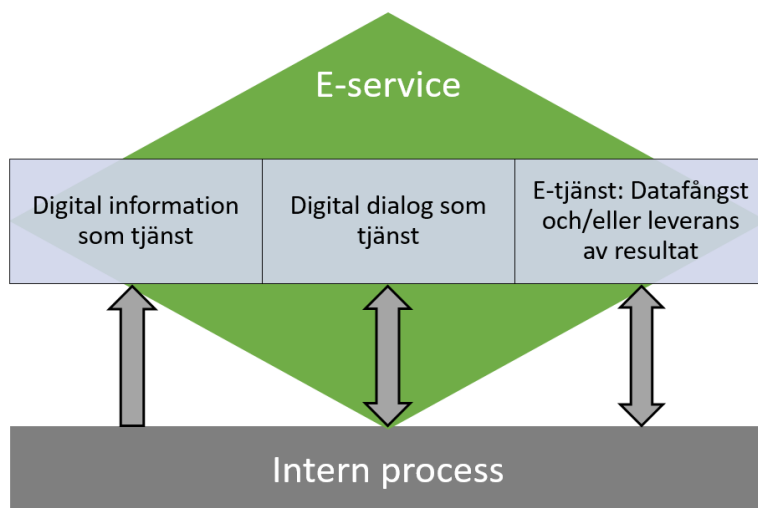 E-service
Digital information
som tjänst
Digital dialog som
tjänst
E-tjänst: Datafångst
och/eller leverans
av resultat
Intern process